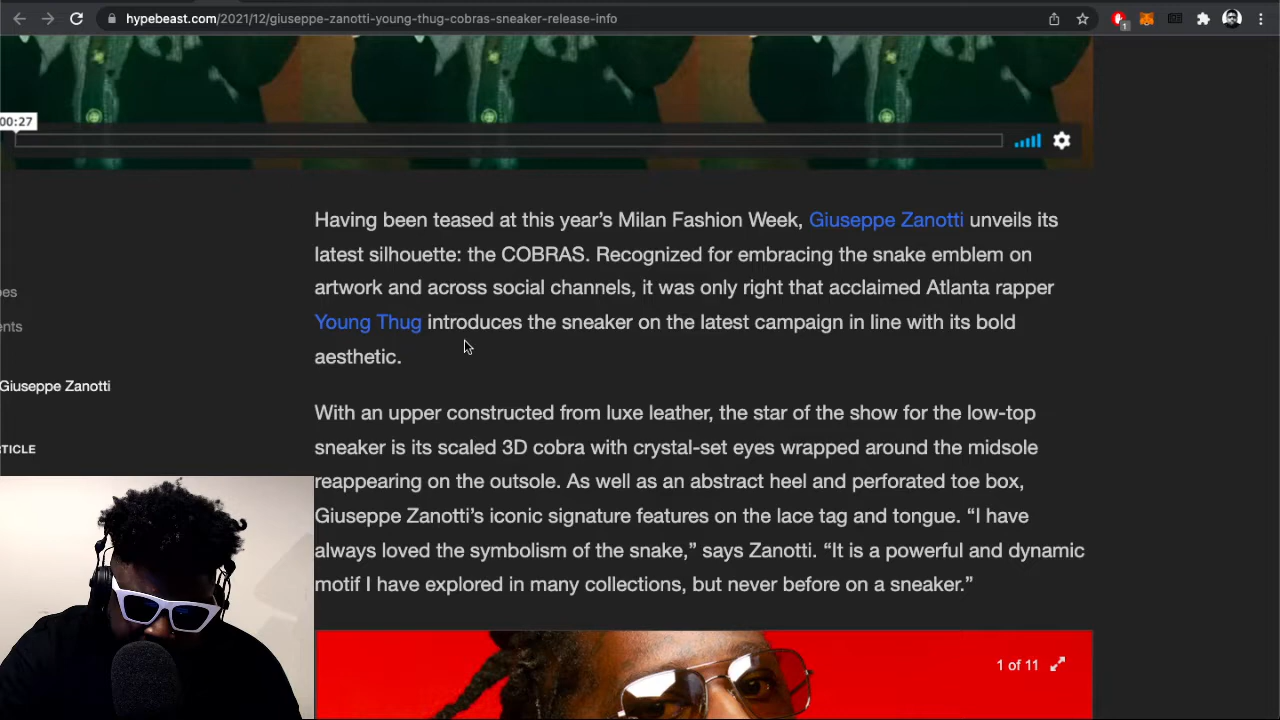 hypebeast.com/2021/12/giuseppe-zanotti-young-thug-cobras-sneaker-release-info
1
00:27
Having been teased at this year’s Milan Fashion Week, Giuseppe Zanotti unveils its
latest silhouette: the COBRAS. Recognized for embracing the snake emblem on
artwork and across social channels, it was only right that acclaimed Atlanta rapper
Young Thug introduces the sneaker on the latest campaign in line with its bold
aesthetic.
pes
ents
Giuseppe Zanotti
RTICLE
With an upper constructed from luxe leather, the star of the show for the low-top
sneaker is its scaled 3D cobra with crystal-set eyes wrapped around the midsole
reappearing on the outsole. As well as an abstract heel and perforated toe box,
Giuseppe Zanotti’s iconic signature features on the lace tag and tongue. “I have
always loved the symbolism of the snake,” says Zanotti. “It is a powerful and dynamic
motif I have explored in many collections, but never before on a sneaker.”
1 of 11